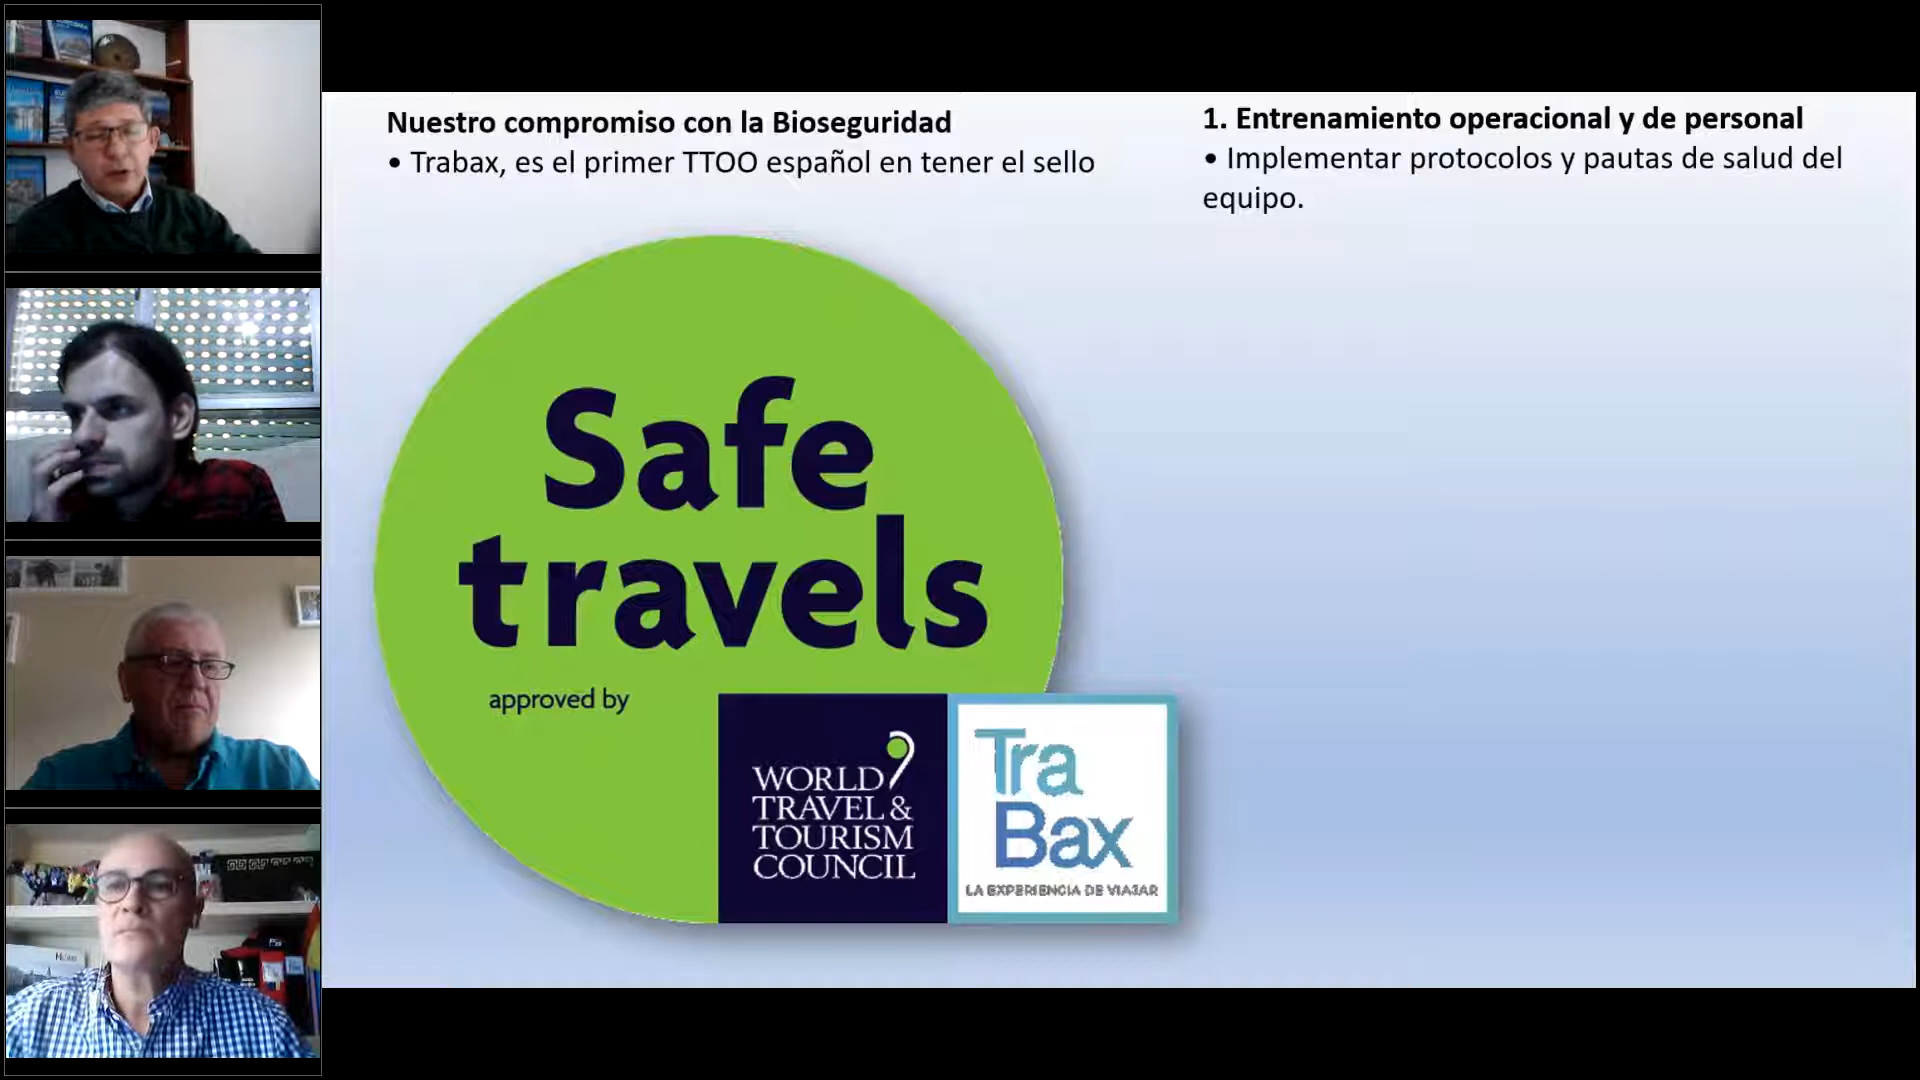 Nuestro compromiso con la Bioseguridad
• Trabax, es el primer TTOO español en tener el sello
1. Entrenamiento operacional y de personal
• Implementar protocolos y pautas de salud del
equipo.
Safe
travels
approved by
WORLD
TRAVEL &
TOURISM
COUNCIL
Tra
Bax
LA EXPERIENCIA DE VIAJAR